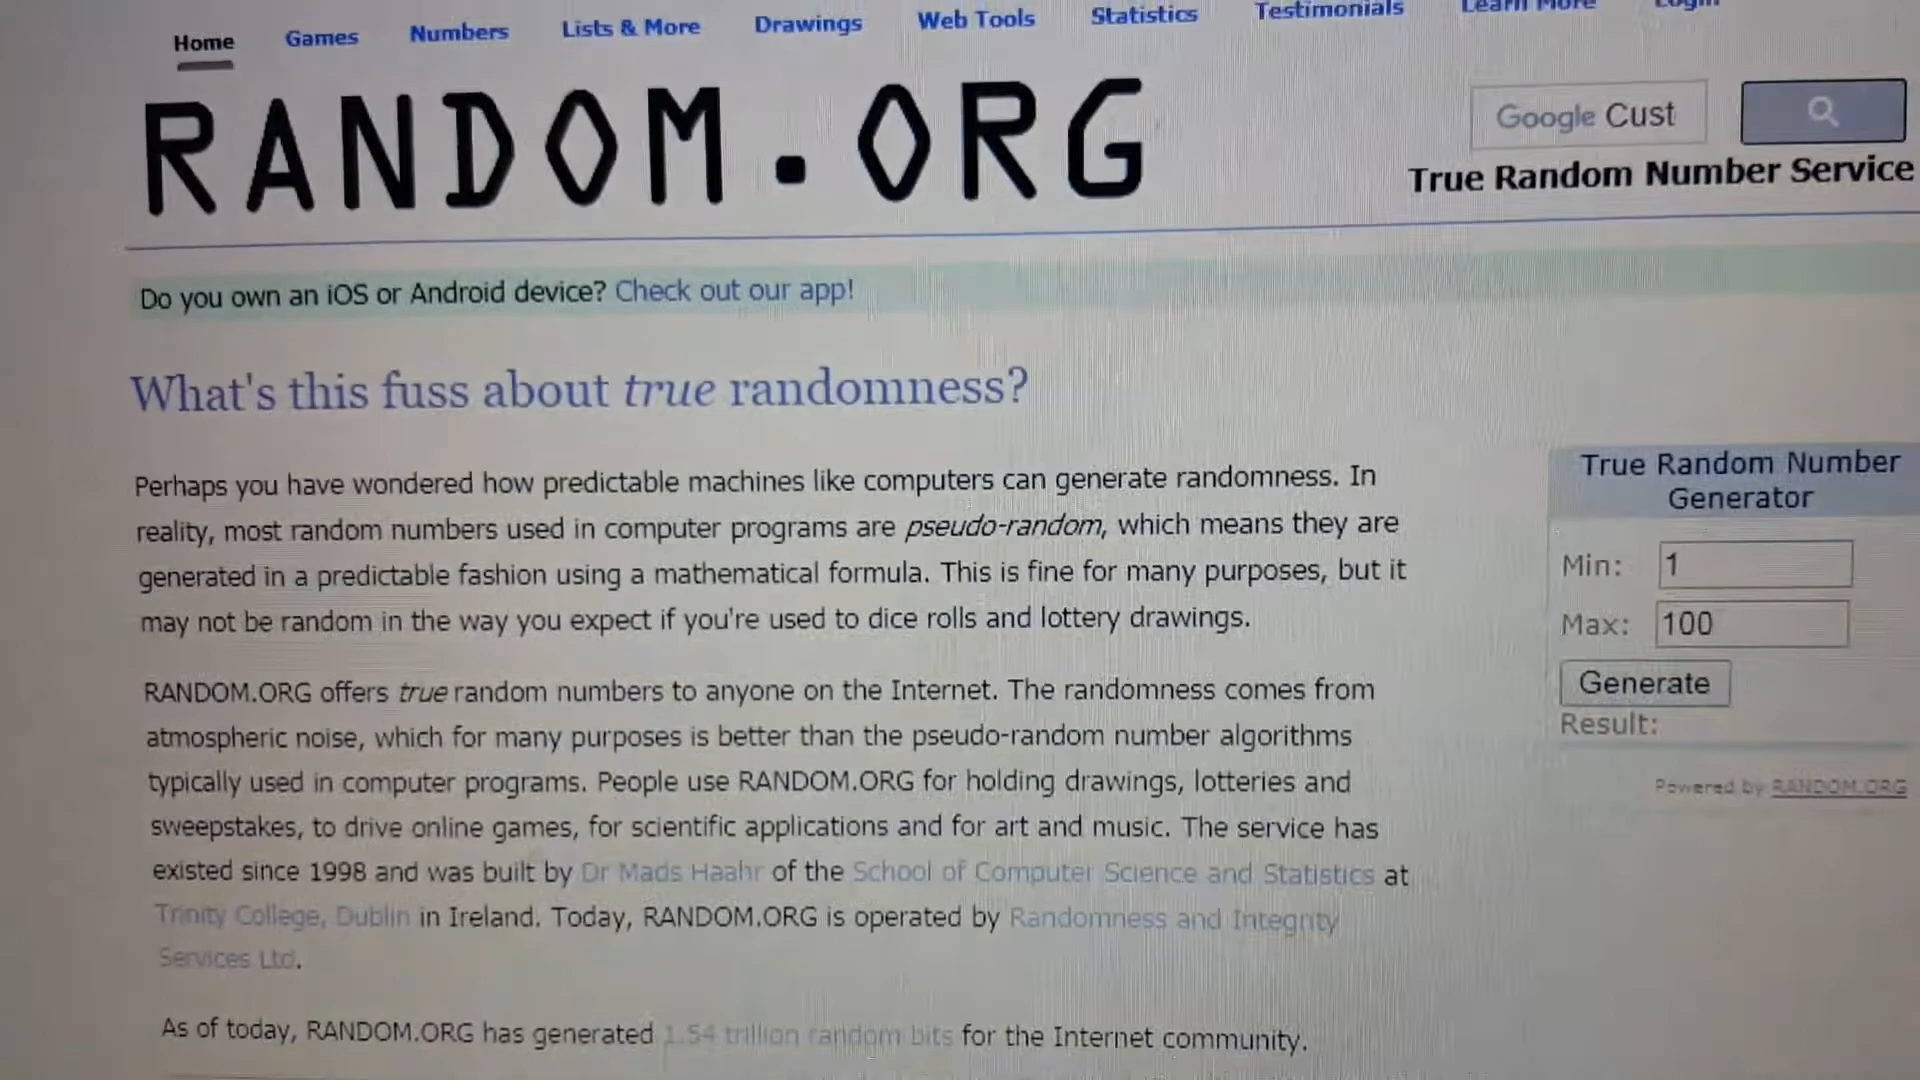 Home Games Numbers Lists & More Drawings Web Tools Statistics Testimonials Learn More Login
RANDOM.ORG
Google Cust
True Random Number Service
Do you own an iOS or Android device? Check out our app!
What's this fuss about true randomness?
Perhaps you have wondered how predictable machines like computers can generate randomness. In
reality, most random numbers used in computer programs are pseudo-random, which means they are
generated in a predictable fashion using a mathematical formula. This is fine for many purposes, but it
may not be random in the way you expect if you're used to dice rolls and lottery drawings.
RANDOM.ORG offers true random numbers to anyone on the Internet. The randomness comes from
atmospheric noise, which for many purposes is better than the pseudo-random number algorithms
typically used in computer programs. People use RANDOM.ORG for holding drawings, lotteries and
sweepstakes, to drive online games, for scientific applications and for art and music. The service has
existed since 1998 and was built by Dr Mads Haahr of the School of Computer Science and Statistics at
Trinity College, Dublin in Ireland. Today, RANDOM.ORG is operated by Randomness and Integrity
Services Ltd.
As of today, RANDOM.ORG has generated 1.54 trillion random bits for the Internet community.
True Random Number
Generator
Min: 1
Max: 100
Generate
Result:
Powered by RANDOM.ORG